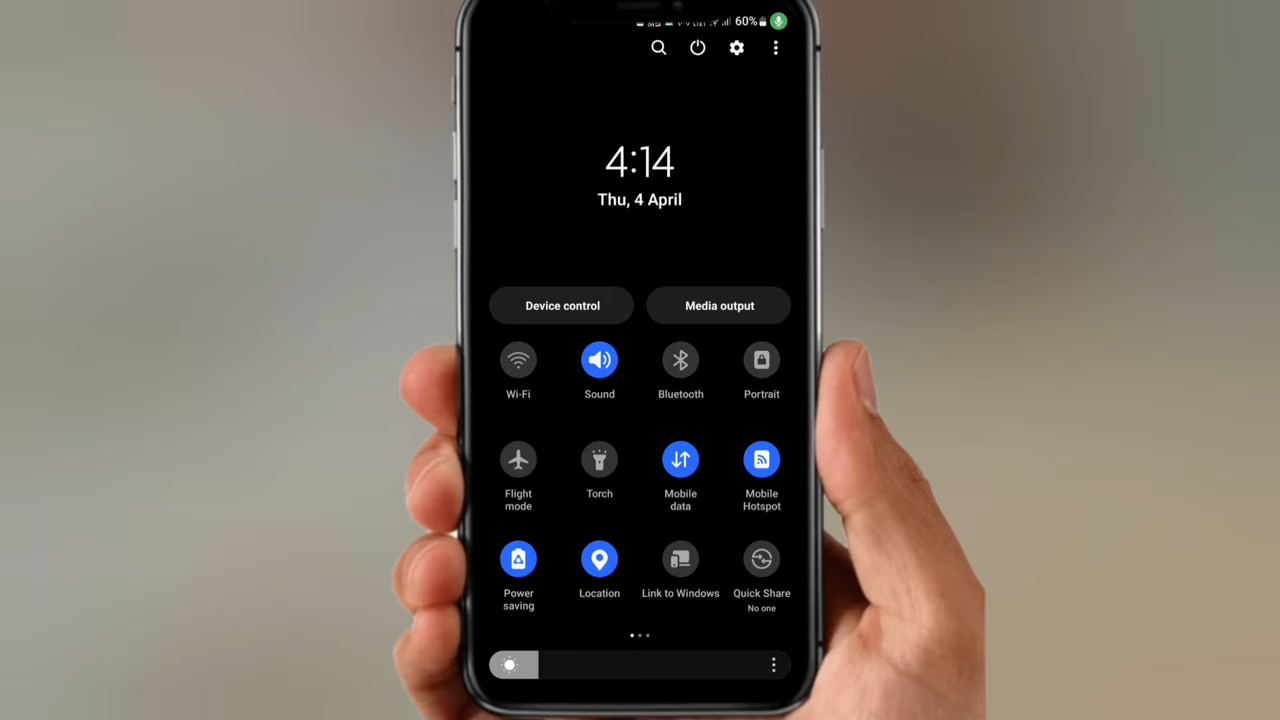 60%
4:14
Thu, 4 April
Device control
Media output
Wi-Fi
Sound
Bluetooth
Portrait
Flight
mode
Torch
Mobile
data
Mobile
Hotspot
Power
saving
Location
Link to Windows
Quick Share
No one